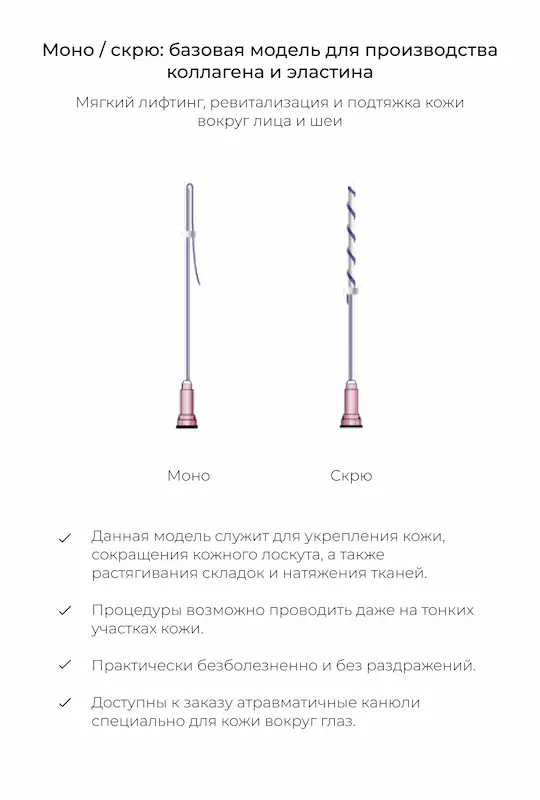 Моно / скрю: базовая модель для производства
коллагена и эластина
Мягкий лифтинг, ревитализация и подтяжка кожи
вокруг лица и шеи
Моно
Скрю
Данная модель служит для укрепления кожи,
сокращения кожного лоскута, а также
растягивания складок и натяжения тканей.
Процедуры возможно проводить даже на тонких
участках кожи.
Практически безболезненно и без раздражений.
Доступны к заказу атравматичные канюли
специально для кожи вокруг глаз.